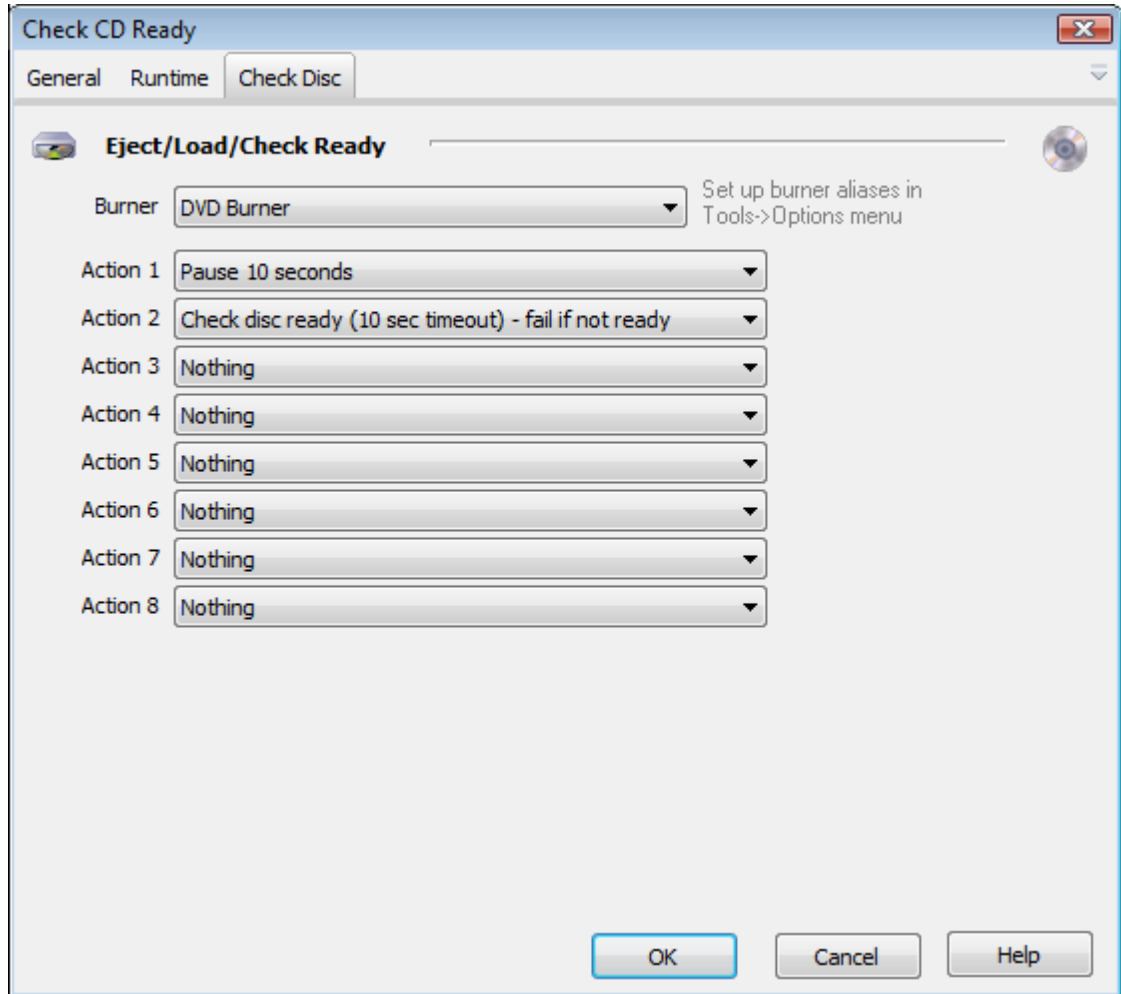 Check CD Ready
General Runtime Check Disc
Eject/Load/Check Ready
Burner DVD Burner Set up burner aliases in
Tools->Options menu
Action 1 Pause 10 seconds
Action 2 Check disc ready (10 sec timeout) - fail if not ready
Action 3 Nothing
Action 4 Nothing
Action 5 Nothing
Action 6 Nothing
Action 7 Nothing
Action 8 Nothing
OK Cancel Help